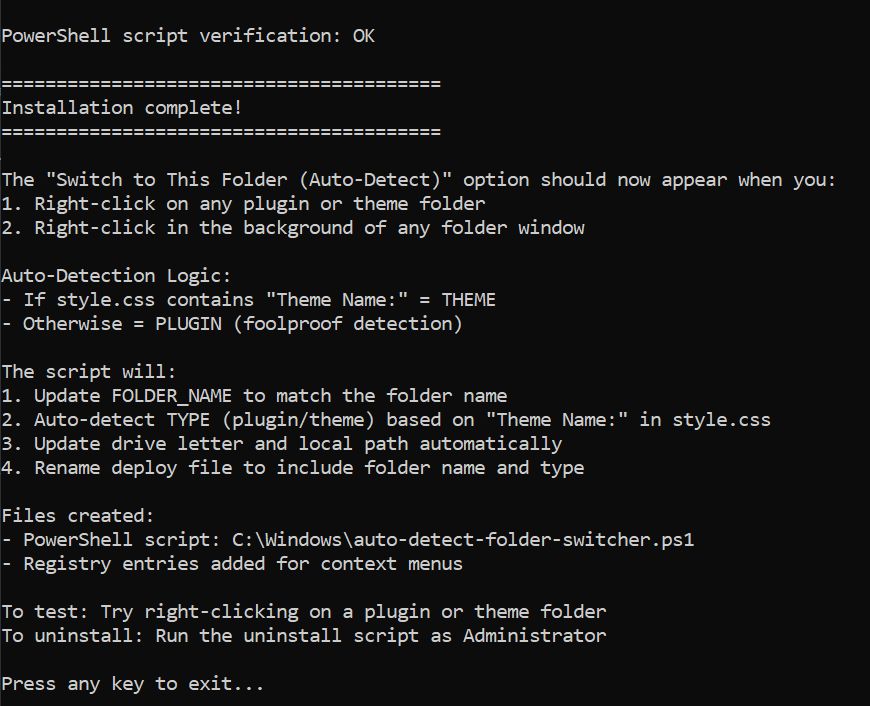 PowerShell script verification: OK
========================================
Installation complete!
========================================
The "Switch to This Folder (Auto-Detect)" option should now appear when you:
1. Right-click on any plugin or theme folder
2. Right-click in the background of any folder window
Auto-Detection Logic:
- If style.css contains "Theme Name:" = THEME
- Otherwise = PLUGIN (foolproof detection)
The script will:
1. Update FOLDER_NAME to match the folder name
2. Auto-detect TYPE (plugin/theme) based on "Theme Name:" in style.css
3. Update drive letter and local path automatically
4. Rename deploy file to include folder name and type
Files created:
- PowerShell script: C:\Windows\auto-detect-folder-switcher.ps1
- Registry entries added for context menus
To test: Try right-clicking on a plugin or theme folder
To uninstall: Run the uninstall script as Administrator
Press any key to exit...